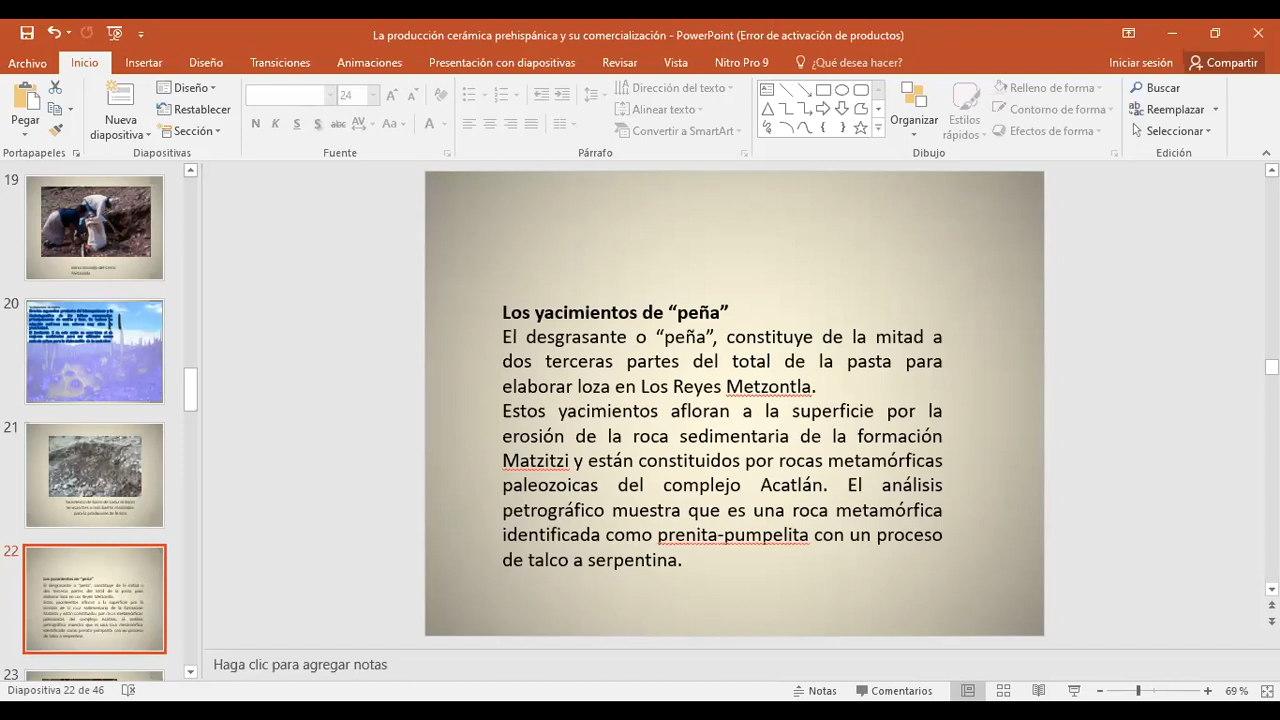 La producción cerámica prehispánica y su comercialización - PowerPoint (Error de activación de productos)
Archivo Inicio Insertar Diseño Transiciones Animaciones Presentación con diapositivas Revisar Vista Nitro Pro 9 ¿Qué desea hacer? Iniciar sesión Compartir
Pegar
Nueva diapositiva
Diseño
Restablecer
Sección
24
N K S S abc AV Aa A
Dirección del texto
Alinear texto
Convertir a SmartArt
Organizar
Estilos rápidos
Relleno de forma
Contorno de forma
Efectos de forma
Buscar
Reemplazar
Seleccionar
Portapapeles Diapositivas Fuente Párrafo Dibujo Edición
19
20
21
22
23
Los yacimientos de “peña”
El desgrasante o “peña”, constituye de la mitad a
dos terceras partes del total de la pasta para
elaborar loza en Los Reyes Metzontla.
Estos yacimientos afloran a la superficie por la
erosión de la roca sedimentaria de la formación
Matzitzi y están constituidos por rocas metamórficas
paleozoicas del complejo Acatlán. El análisis
petrográfico muestra que es una roca metamórfica
identificada como prenita-pumpelita con un proceso
de talco a serpentina.
Haga clic para agregar notas
Diapositiva 22 de 46 Notas Comentarios 69 %